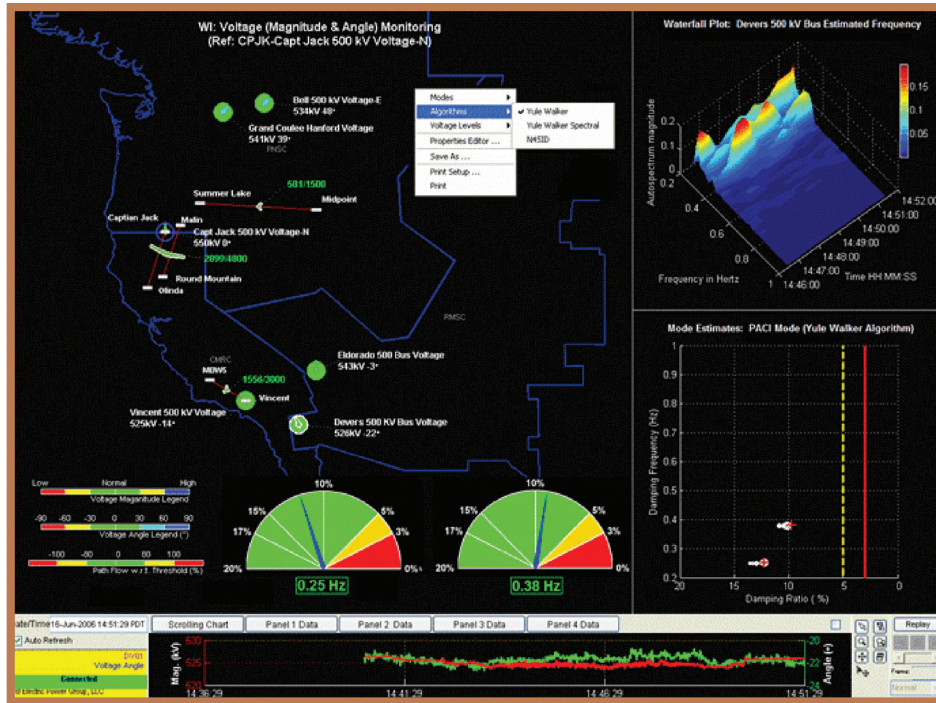 WI: Voltage (Magnitude & Angle) Monitoring
(Ref: CPJK-Capt Jack 500 kV Voltage-N)
Bell 500 kV Voltage-E
534kV 48°
Grand Coulee Hanford Voltage
541kV 39°
PNSC
Modes
Algorithms
Voltage Levels
Properties Editor ...
Save As ...
Print Setup ...
Print
Yule Walker
Yule Walker Spectral
N4SID
581/1500
Summer Lake
Midpoint
Captian Jack
Malin
Capt Jack 500 kV Voltage-N
550kV 0°
2899/4800
Round Mountain
Olinda
RMSC
Eldorado 500 Bus Voltage
543kV -3°
CMRC
1556/3000
Vincent
Vincent 500 kV Voltage
525kV -14°
Devers 500 KV Bus Voltage
526kV -22°
Low Normal High
Voltage Magnitude Legend
-90 -60 -30 0 30 60 90
Voltage Angle Legend (°)
-100 -60 0 60 100
Path Flow w.r.t. Threshold (%)
20% 17% 15% 10% 5% 3% 0%
0.25 Hz
20% 17% 15% 10% 5% 3% 0%
0.38 Hz
Waterfall Plot: Devers 500 kV Bus Estimated Frequency
Autospectrum magnitude
0.2
0.1
0
0.2
0.4
0.6
0.8
1
Frequency in Hertz
14:46:00
14:47:00
14:48:00
14:49:00
14:50:00
14:51:00
14:52:00
Time HH:MM:SS
0.15
0.1
0.05
Mode Estimates: PACI Mode (Yule Walker Algorithm)
Damping Frequency (Hz)
1
0.9
0.8
0.7
0.6
0.5
0.4
0.3
0.2
20 15 10 5 0
Damping Ratio ( %)
ate/Time 16-Jun-2006 14:51:29 PDT
Scrolling Chart
Panel 1 Data
Panel 2 Data
Panel 3 Data
Panel 4 Data
Replay
Auto Refresh
DV01
Voltage Angle
Connected
Electric Power Group, LLC
Mag. (kV)
530
525
520
-20
-22
-24
Angle (°)
14:36:29
14:41:29
14:46:29
14:51:29
Normal